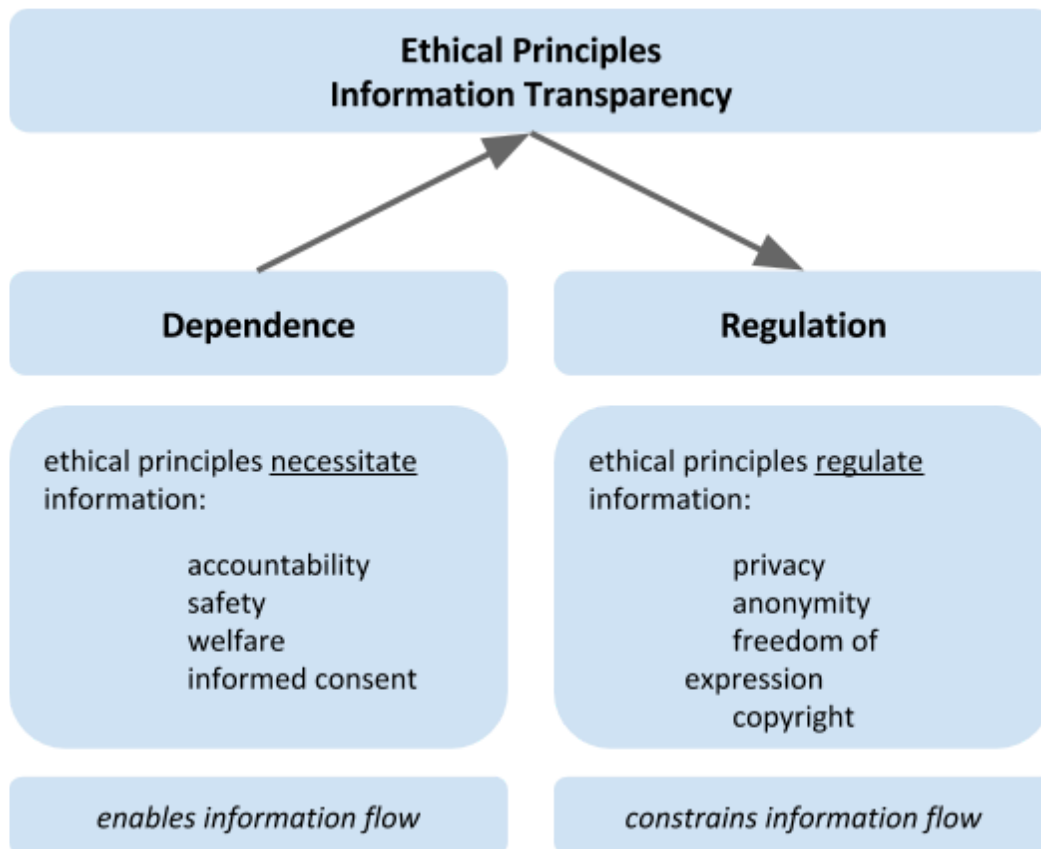 Ethical Principles
Information Transparency
Dependence
ethical principles necessitate
information:
accountability
safety
welfare
informed consent
enables information flow
Regulation
ethical principles regulate
information:
privacy
anonymity
freedom of
expression
copyright
constrains information flow